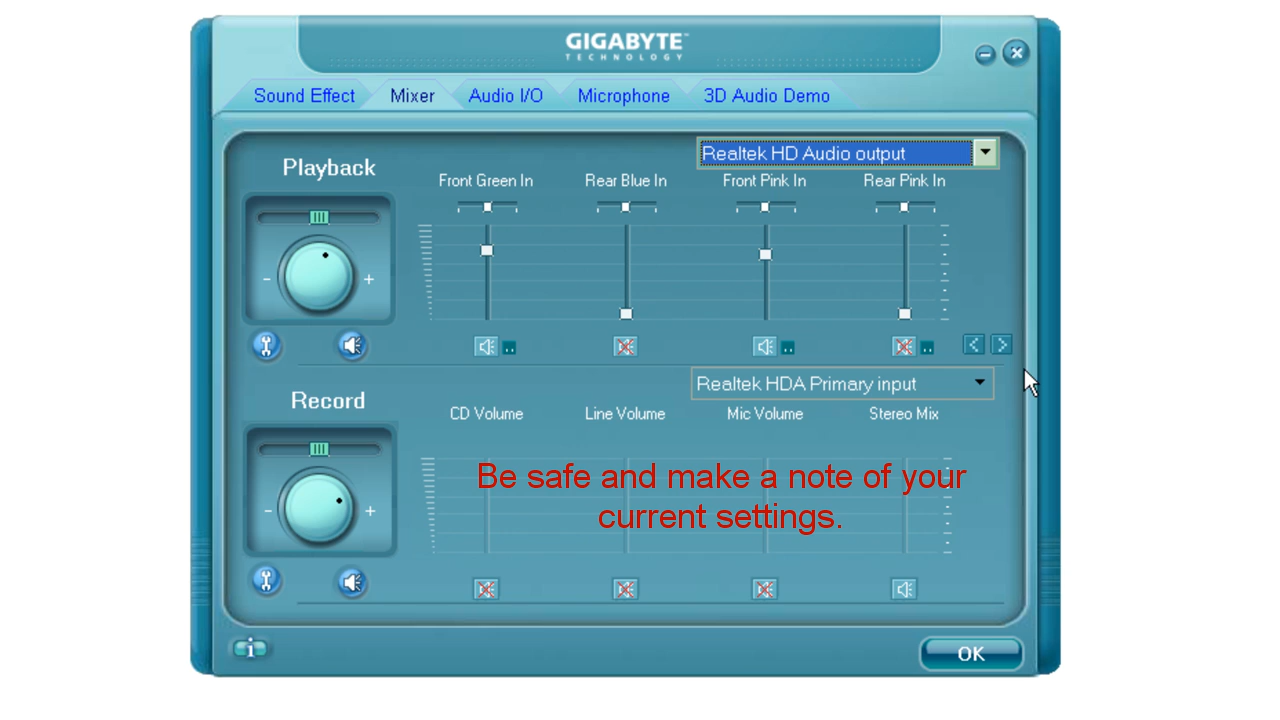 GIGABYTE™
TECHNOLOGY
Sound Effect Mixer Audio I/O Microphone 3D Audio Demo
Realtek HD Audio output
Playback
Front Green In Rear Blue In Front Pink In Rear Pink In
- +
Realtek HDA Primary input
Record
CD Volume Line Volume Mic Volume Stereo Mix
Be safe and make a note of your
- +
current settings.
i
OK